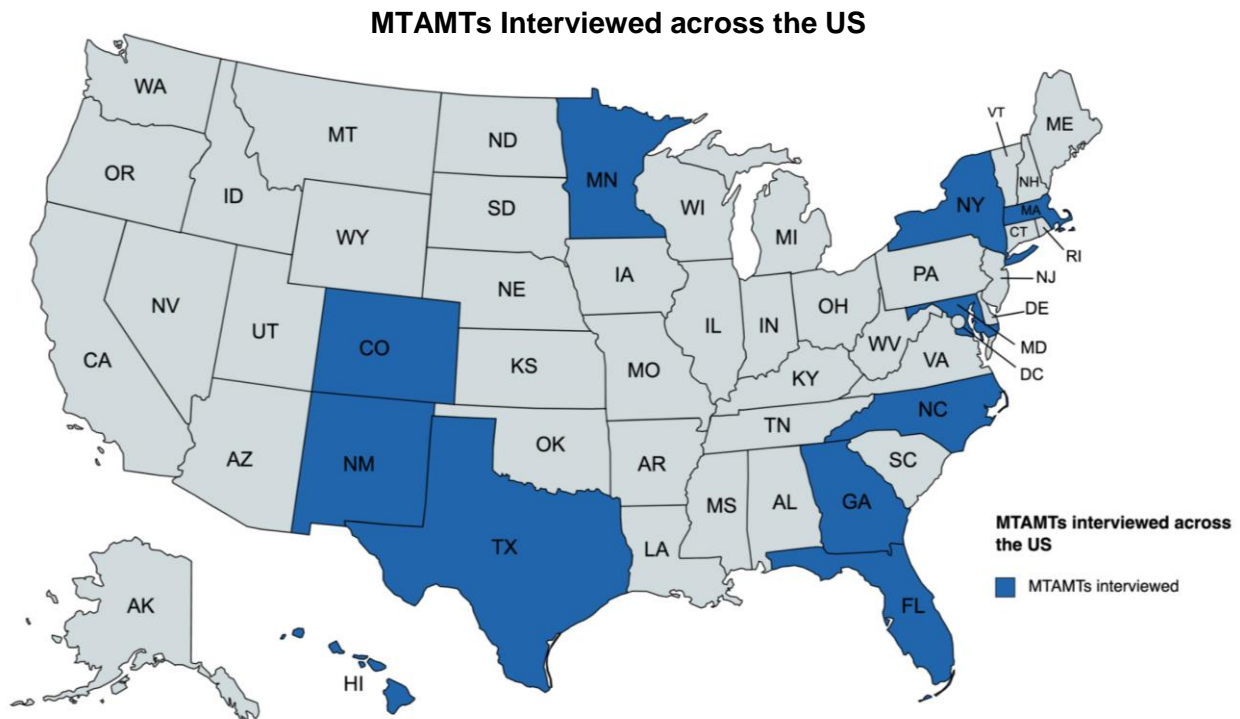 MTAMTs Interviewed across the US
WA
MT
ND
MN
VT
ME
OR
ID
SD
WI
NY
NH
MA
WY
MI
CT
RI
IA
PA
NJ
NE
NV
OH
DE
UT
IL
IN
CO
WV
MD
CA
KS
MO
VA
DC
KY
NC
TN
AZ
OK
NM
AR
SC
MS
AL
GA
MTAMTs interviewed across
the US
TX
LA
MTAMTs interviewed
AK
FL
HI